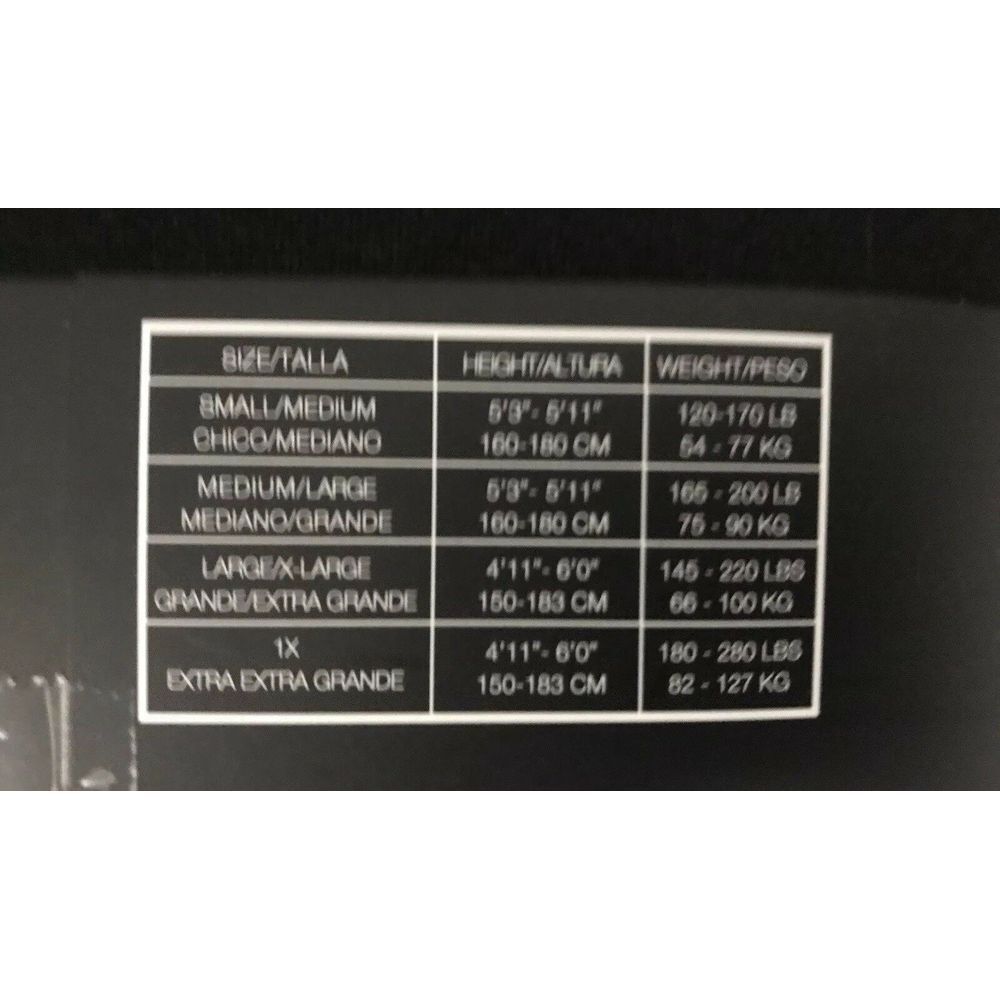 SIZE/TALLA HEIGHT/ALTURA WEIGHT/PESO
SMALL/MEDIUM 5'3"- 5'11" 120-170 LB
CHICO/MEDIANO 160-180 CM 54 - 77 KG
MEDIUM/LARGE 5'3"- 5'11" 165 - 200 LB
MEDIANO/GRANDE 160-180 CM 75 - 90 KG
LARGE/X-LARGE 4'11"- 6'0" 145 - 220 LBS
GRANDE/EXTRA GRANDE 150-183 CM 66 - 100 KG
1X 4'11"- 6'0" 180 - 280 LBS
EXTRA EXTRA GRANDE 150-183 CM 82 - 127 KG